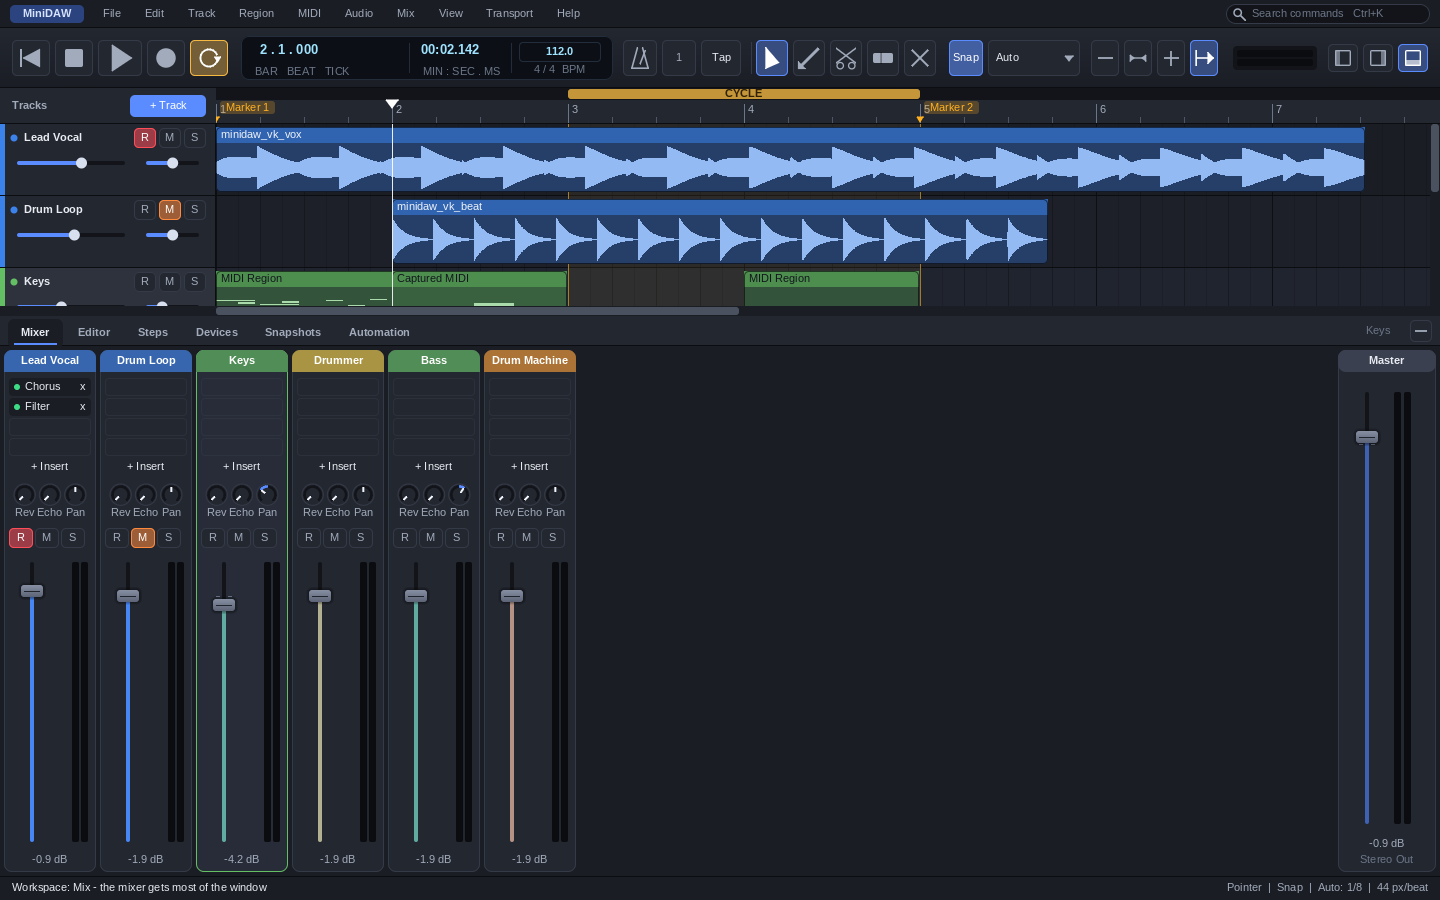 MiniDAW File Edit Track Region MIDI Audio Mix View Transport Help Search commands Ctrl+K
2 . 1 . 000 00:02.142 112.0
BAR BEAT TICK MIN : SEC . MS 4 / 4 BPM
1 Tap Snap Auto
CYCLE
Tracks + Track
1 Marker 1 2 3 4 5 Marker 2 6 7
Lead Vocal R M S
minidaw_vk_vox
Drum Loop R M S
minidaw_vk_beat
Keys R M S
MIDI Region Captured MIDI MIDI Region
Mixer Editor Steps Devices Snapshots Automation Keys
Lead Vocal Drum Loop Keys Drummer Bass Drum Machine Master
Chorus x
Filter x
+ Insert + Insert + Insert + Insert + Insert + Insert
Rev Echo Pan Rev Echo Pan Rev Echo Pan Rev Echo Pan Rev Echo Pan Rev Echo Pan
R M S R M S R M S R M S R M S R M S
-0.9 dB -1.9 dB -4.2 dB -1.9 dB -1.9 dB -1.9 dB -0.9 dB
Stereo Out
Workspace: Mix - the mixer gets most of the window Pointer | Snap | Auto: 1/8 | 44 px/beat